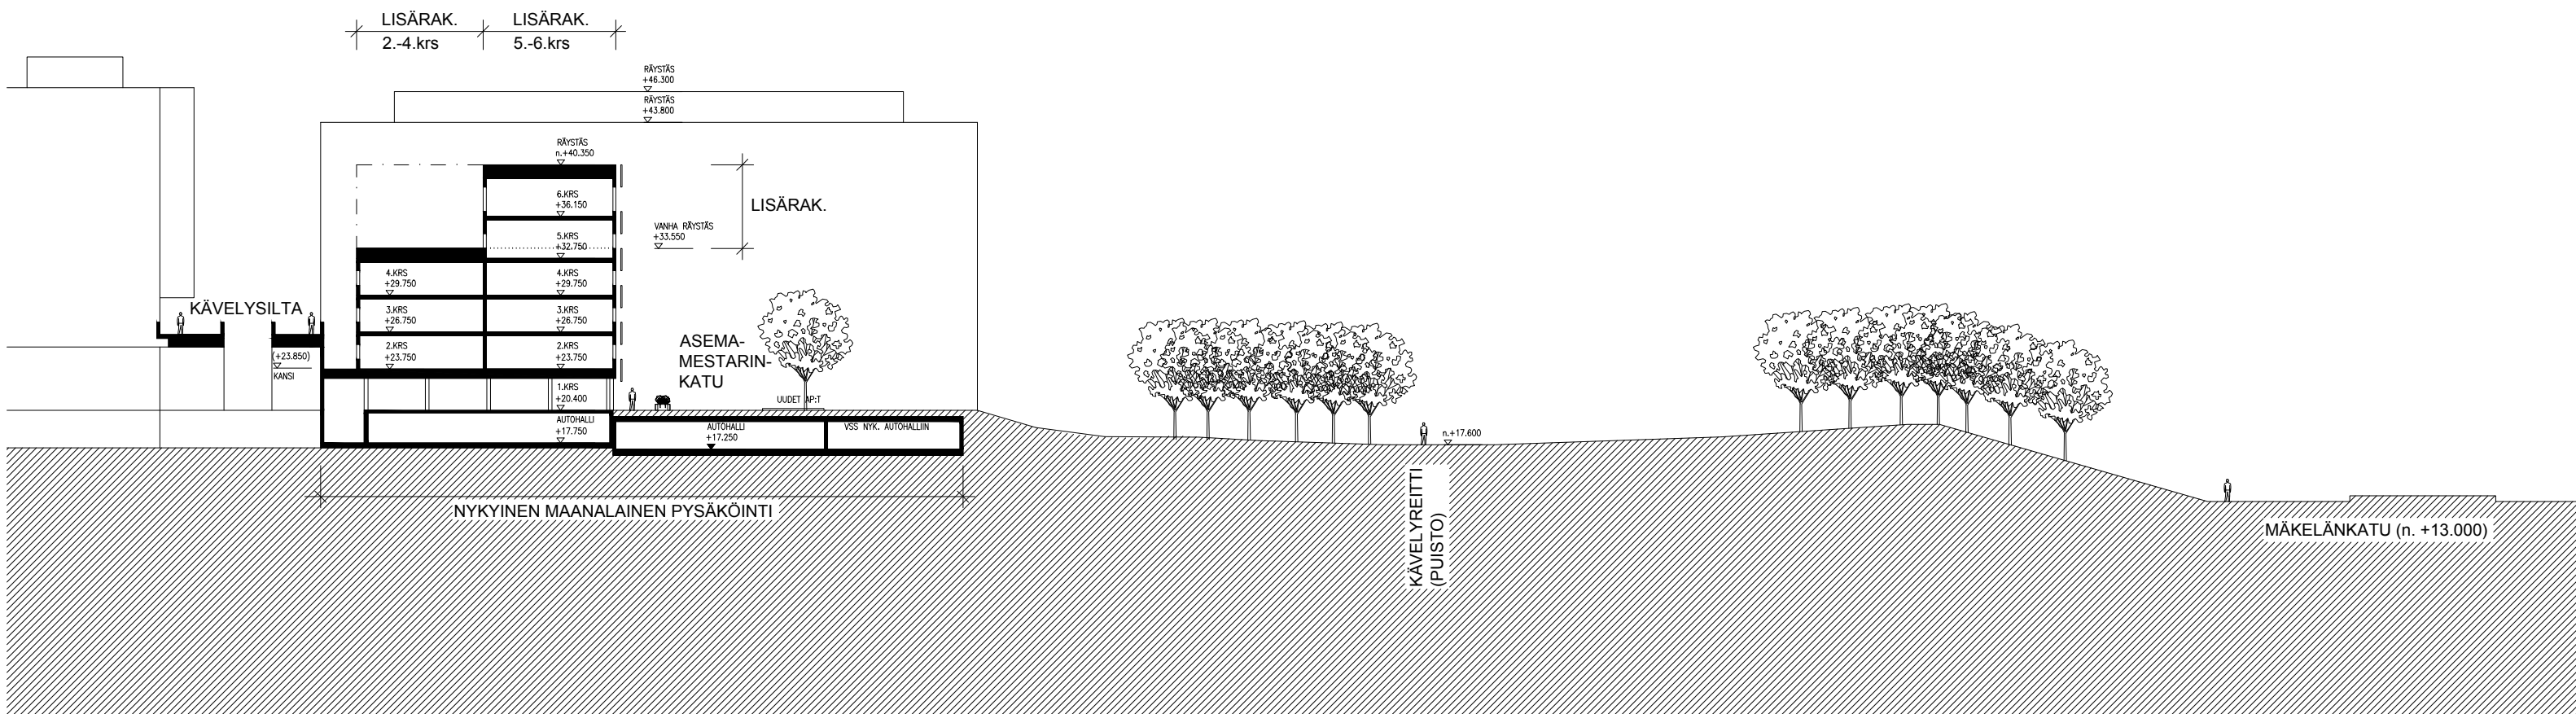 LISÄRAK.
2.-4.krs
LISÄRAK.
5.-6.krs
RÄYSTÄS
+46.300
RÄYSTÄS
+43.800
RÄYSTÄS
n.+40.350
6.KRS
+36.150
LISÄRAK.
VANHA RÄYSTÄS
+33.550
5.KRS
+32.750
4.KRS
+29.750
4.KRS
+29.750
KÄVELYSILTA
3.KRS
+26.750
3.KRS
+26.750
2.KRS
+23.750
2.KRS
+23.750
(+23.850)
KANSI
ASEMA-
MESTARIN-
KATU
1.KRS
+20.400
UUDET AP:T
AUTOHALLI
+17.750
AUTOHALLI
+17.250
VSS NYK. AUTOHALLIIN
n.+17.600
KÄVELYREITTI
(PUISTO)
NYKYINEN MAANALAINEN PYSÄKÖINTI
MÄKELÄNKATU (n. +13.000)